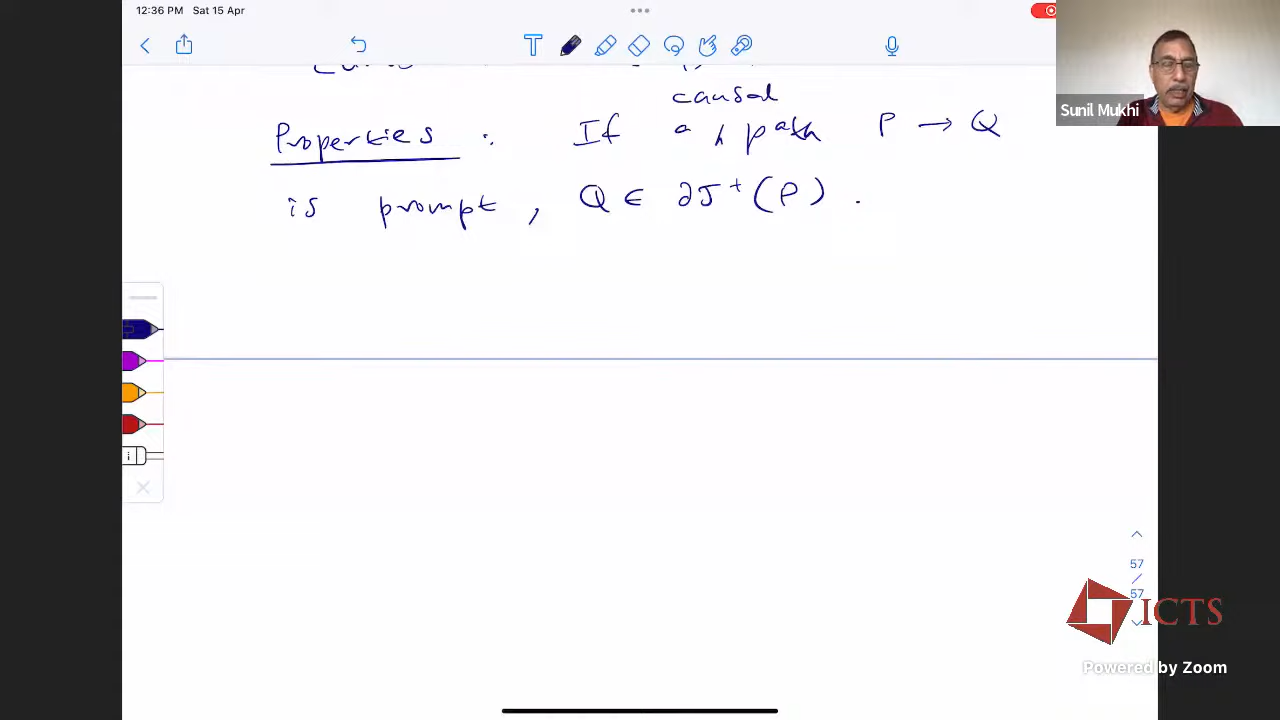 12:36 PM Sat 15 Apr
Sunil Mukhi
causal
Properties : If a ʎ path P → Q
is prompt , Q ∈ ∂J⁺(P) .
i
57
/
57
ICTS
Powered by Zoom